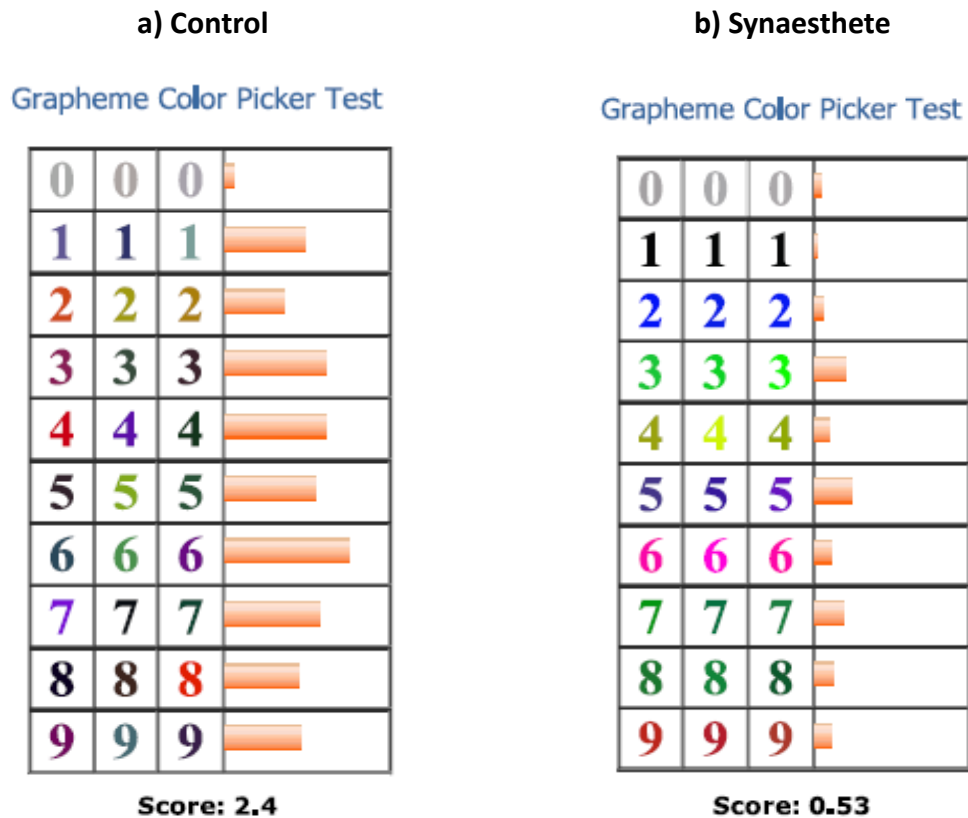 a) Control
Grapheme Color Picker Test
0 0 0
1 1 1
2 2 2
3 3 3
4 4 4
5 5 5
6 6 6
7 7 7
8 8 8
9 9 9
Score: 2.4
b) Synaesthete
Grapheme Color Picker Test
0 0 0
1 1 1
2 2 2
3 3 3
4 4 4
5 5 5
6 6 6
7 7 7
8 8 8
9 9 9
Score: 0.53